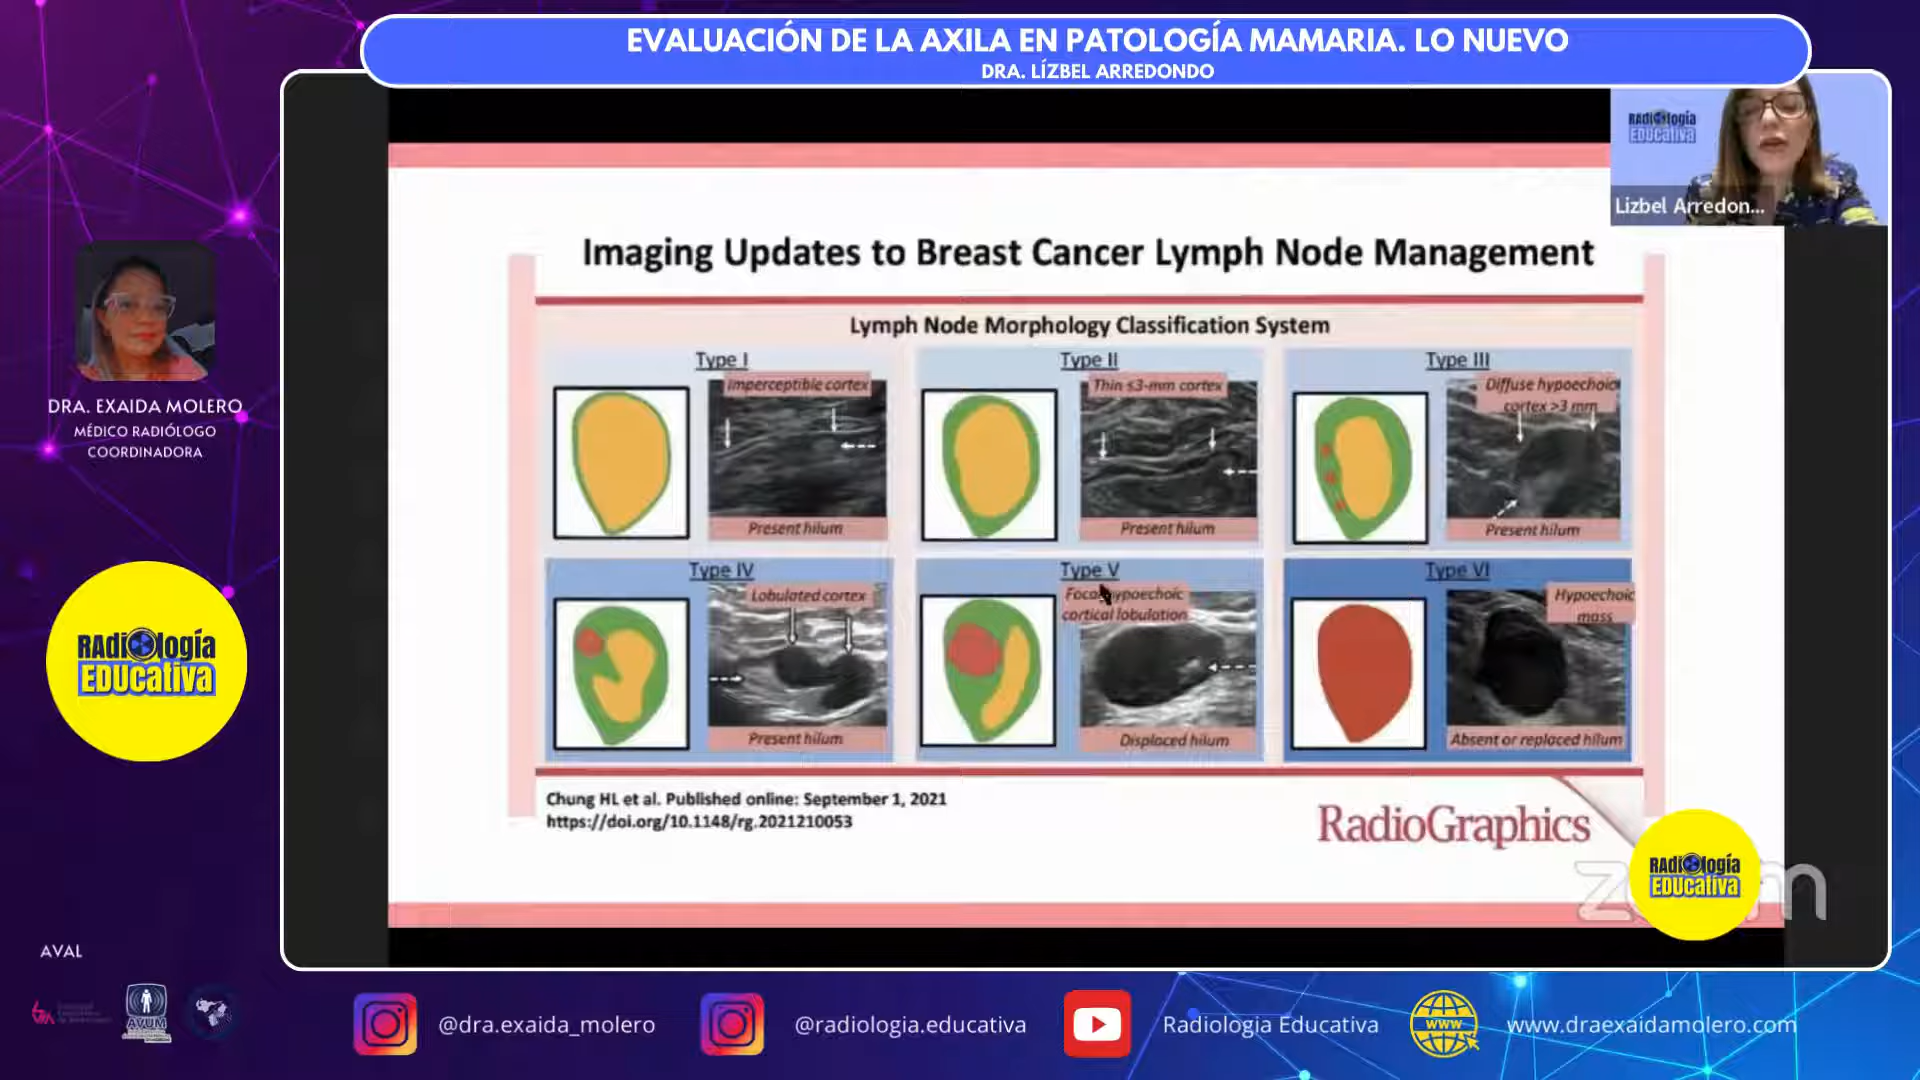 EVALUACIÓN DE LA AXILA EN PATOLOGÍA MAMARIA. LO NUEVO
DRA. LÍZBEL ARREDONDO
RAdiología
EDUcativa
Lizbel Arredon...
Imaging Updates to Breast Cancer Lymph Node Management
Lymph Node Morphology Classification System
Type I
Imperceptible cortex
Present hilum
Type II
Thin ≤3-mm cortex
Present hilum
Type III
Diffuse hypoechoic
cortex >3 mm
Present hilum
Type IV
Lobulated cortex
Present hilum
Type V
Focal hypoechoic
cortical lobulation
Displaced hilum
Type VI
Hypoechoic
mass
Absent or replaced hilum
Chung HL et al. Published online: September 1, 2021
https://doi.org/10.1148/rg.2021210053
RadioGraphics
zoom
RAdiología
EDUcativa
DRA. EXAIDA MOLERO
MÉDICO RADIÓLOGO
COORDINADORA
RAdiología
EDUcativa
AVAL
AVUM
@dra.exaida_molero
@radiologia.educativa
Radiologia Educativa
WWW
www.draexaidamolero.com